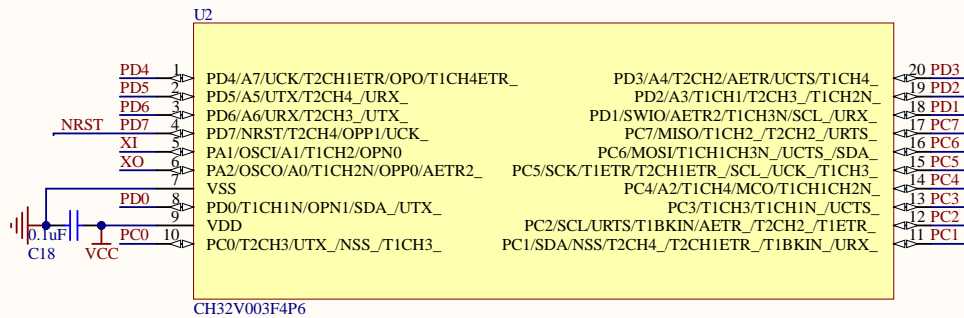 U2
PD4 1 PD4/A7/UCK/T2CH1ETR/OPO/T1CH4ETR_ PD3/A4/T2CH2/AETR/UCTS/T1CH4_ 20 PD3
PD5 2 PD5/A5/UTX/T2CH4_/URX_ PD2/A3/T1CH1/T2CH3_/T1CH2N_ 19 PD2
PD6 3 PD6/A6/URX/T2CH3_/UTX_ PD1/SWIO/AETR2/T1CH3N/SCL_/URX_ 18 PD1
NRST PD7 4 PD7/NRST/T2CH4/OPP1/UCK_ PC7/MISO/T1CH2_/T2CH2_/URTS_ 17 PC7
XI 5 PA1/OSCI/A1/T1CH2/OPN0 PC6/MOSI/T1CH1CH3N_/UCTS_/SDA_ 16 PC6
XO 6 PA2/OSCO/A0/T1CH2N/OPP0/AETR2_ PC5/SCK/T1ETR/T2CH1ETR_/SCL_/UCK_/T1CH3_ 15 PC5
7 VSS PC4/A2/T1CH4/MCO/T1CH1CH2N_ 14 PC4
PD0 8 PD0/T1CH1N/OPN1/SDA_/UTX_ PC3/T1CH3/T1CH1N_/UCTS_ 13 PC3
0.1uF 9 VDD PC2/SCL/URTS/T1BKIN/AETR_/T2CH2_/T1ETR_ 12 PC2
C18 VCC PC0 10 PC0/T2CH3/UTX_/NSS_/T1CH3_ PC1/SDA/NSS/T2CH4_/T2CH1ETR_/T1BKIN_/URX_ 11 PC1
CH32V003F4P6